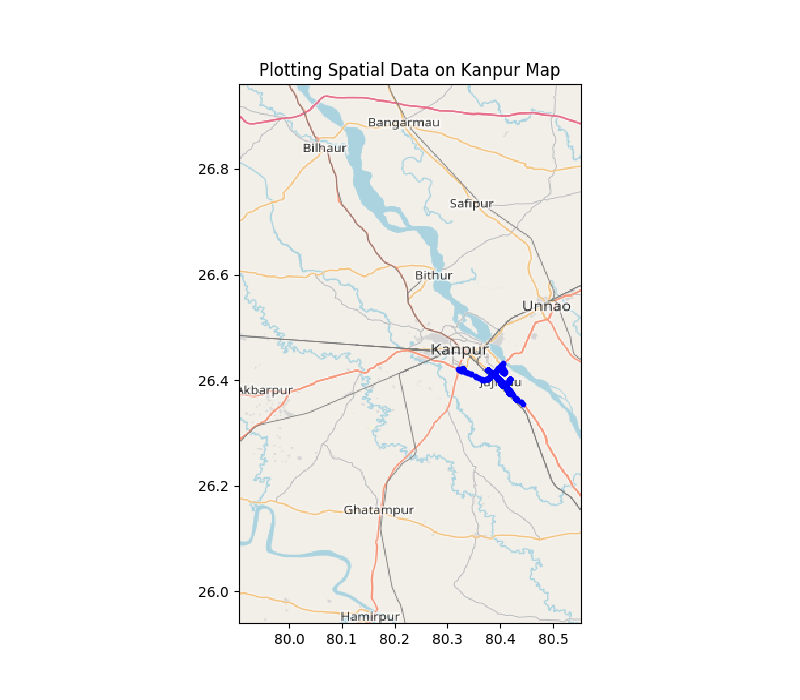 Plotting Spatial Data on Kanpur Map
Bangarmau
Bilhaur
26.8
Safipur
Bithur
26.6
Unnao
Kanpur
26.4
Akbarpur
26.2
Ghatampur
26.0
Hamirpur
80.0 80.1 80.2 80.3 80.4 80.5